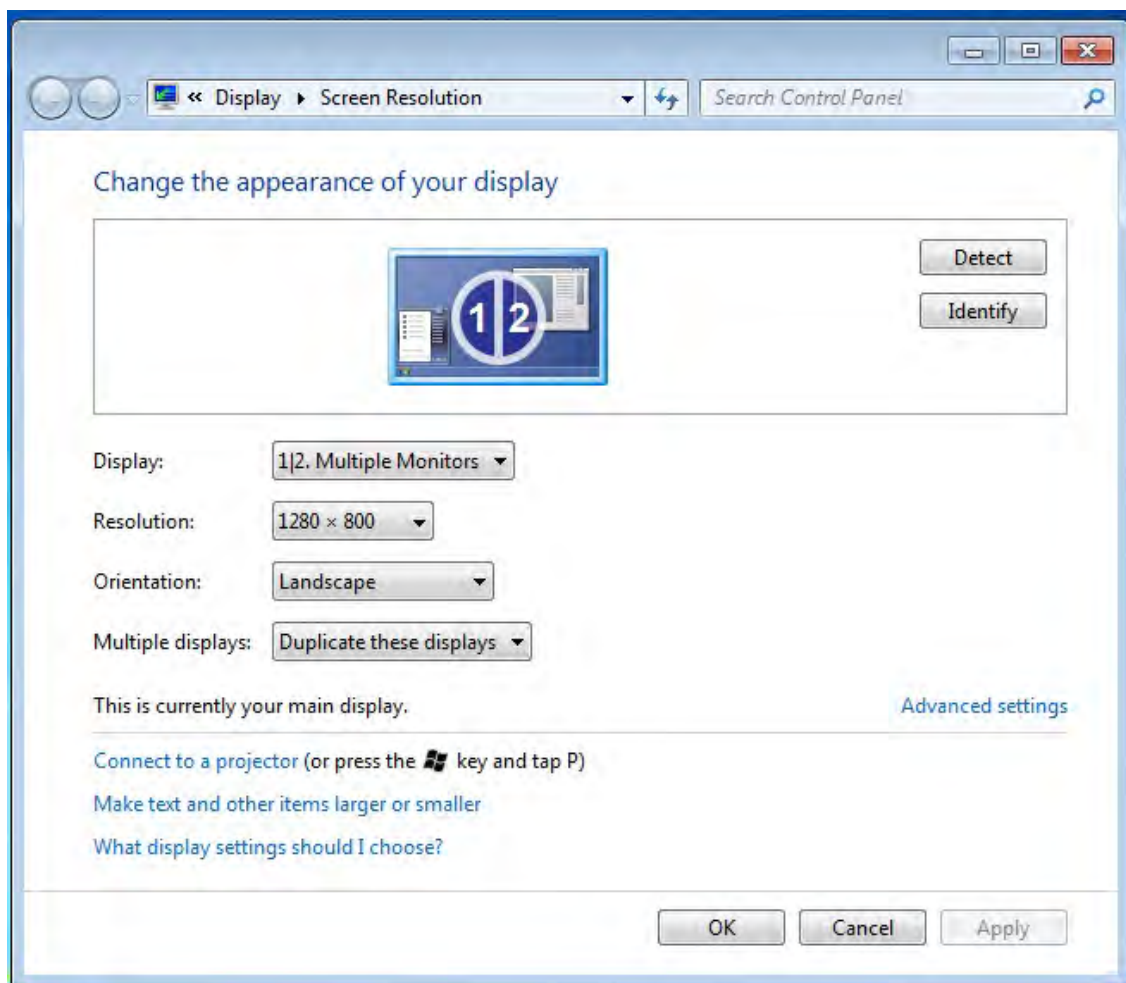 « Display ▸ Screen Resolution
Search Control Panel
Change the appearance of your display
1 2
Detect
Identify
Display: 1|2. Multiple Monitors
Resolution: 1280 × 800
Orientation: Landscape
Multiple displays: Duplicate these displays
This is currently your main display. Advanced settings
Connect to a projector (or press the key and tap P)
Make text and other items larger or smaller
What display settings should I choose?
OK Cancel Apply